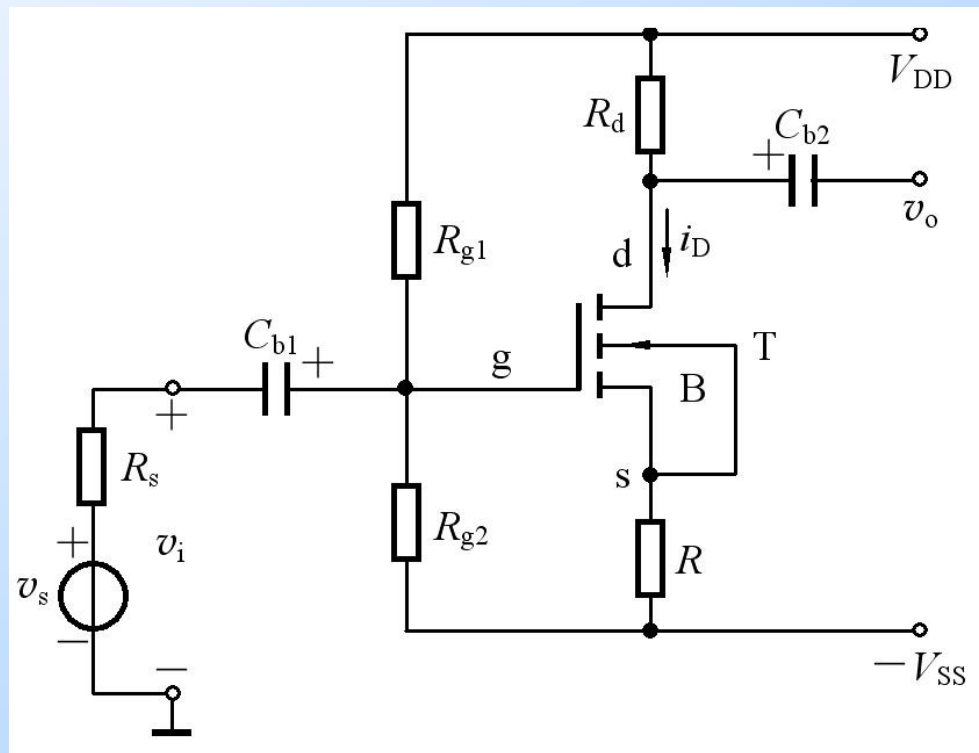 V_DD
R_d
C_b2
+
v_o
i_D
R_g1
d
C_b1
+
g
T
B
+
R_s
s
R_g2
R
+
v_i
v_s
−
−
−V_SS